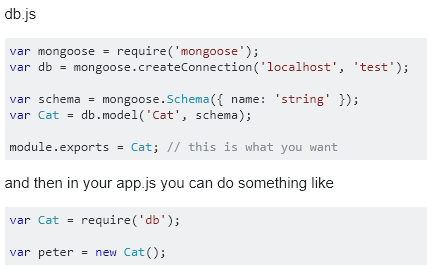 db.js
var mongoose = require('mongoose');
var db = mongoose.createConnection('localhost', 'test');
var schema = mongoose.Schema({ name: 'string' });
var Cat = db.model('Cat', schema);
module.exports = Cat; // this is what you want
and then in your app.js you can do something like
var Cat = require('db');
var peter = new Cat();